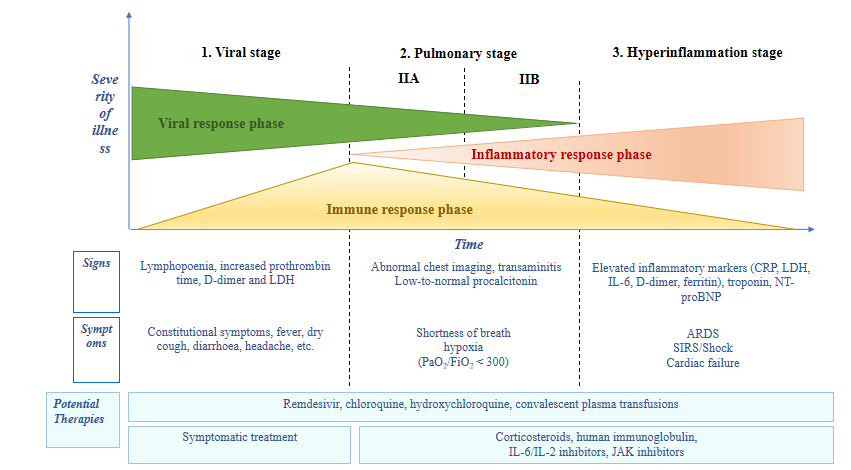 1. Viral stage
2. Pulmonary stage
3. Hyperinflammation stage
IIA
IIB
Seve
rity
of
illne
ss
Viral response phase
Inflammatory response phase
Immune response phase
Time
Signs
Lymphopoenia, increased prothrombin
time, D-dimer and LDH
Abnormal chest imaging, transaminitis
Low-to-normal procalcitonin
Elevated inflammatory markers (CRP, LDH,
IL-6, D-dimer, ferritin), troponin, NT-
proBNP
Sympt
oms
Constitutional symptoms, fever, dry
cough, diarrhoea, headache, etc.
Shortness of breath
hypoxia
(PaO₂/FiO₂ < 300)
ARDS
SIRS/Shock
Cardiac failure
Potential
Therapies
Remdesivir, chloroquine, hydroxychloroquine, convalescent plasma transfusions
Symptomatic treatment
Corticosteroids, human immunoglobulin,
IL-6/IL-2 inhibitors, JAK inhibitors